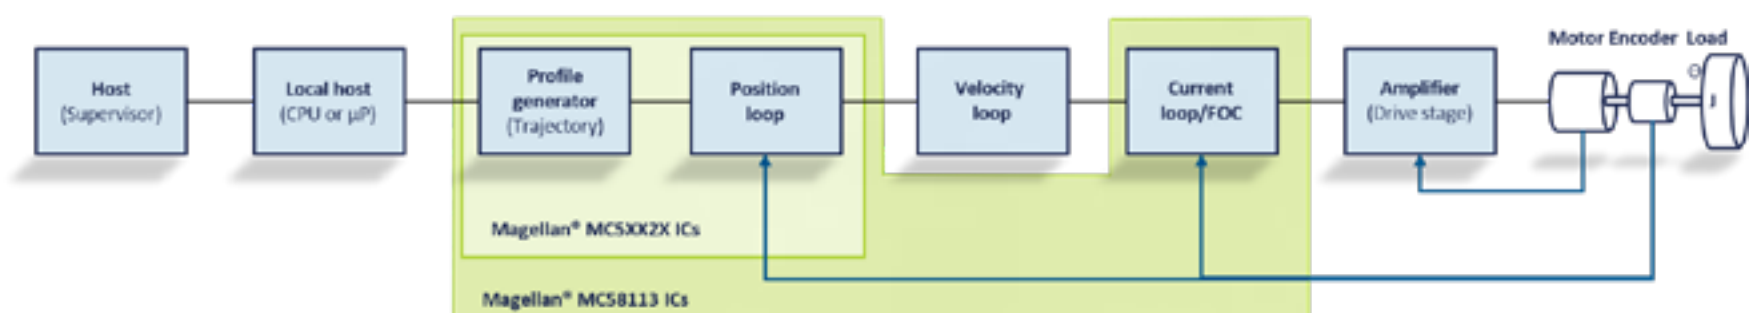 Host
(Supervisor)
Local host
(CPU or µP)
Profile
generator
(Trajectory)
Position
loop
Velocity
loop
Current
loop/FOC
Amplifier
(Drive stage)
Motor Encoder Load
Θ
J
Magellan® MC5XX2X ICs
Magellan® MC58113 ICs